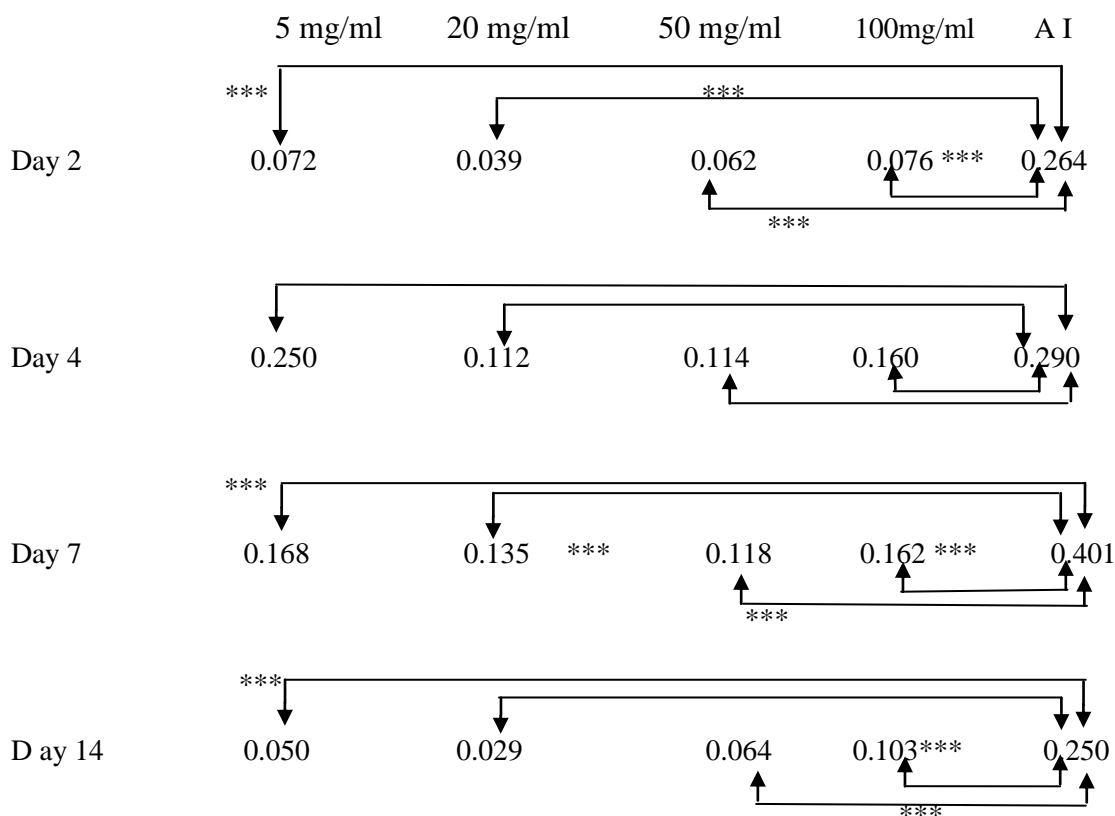 5 mg/ml 20 mg/ml 50 mg/ml 100mg/ml A I
*** ***
Day 2 0.072 0.039 0.062 0.076 *** 0.264
***
Day 4 0.250 0.112 0.114 0.160 0.290
***
Day 7 0.168 0.135 *** 0.118 0.162 *** 0.401
***
***
D ay 14 0.050 0.029 0.064 0.103*** 0.250
***